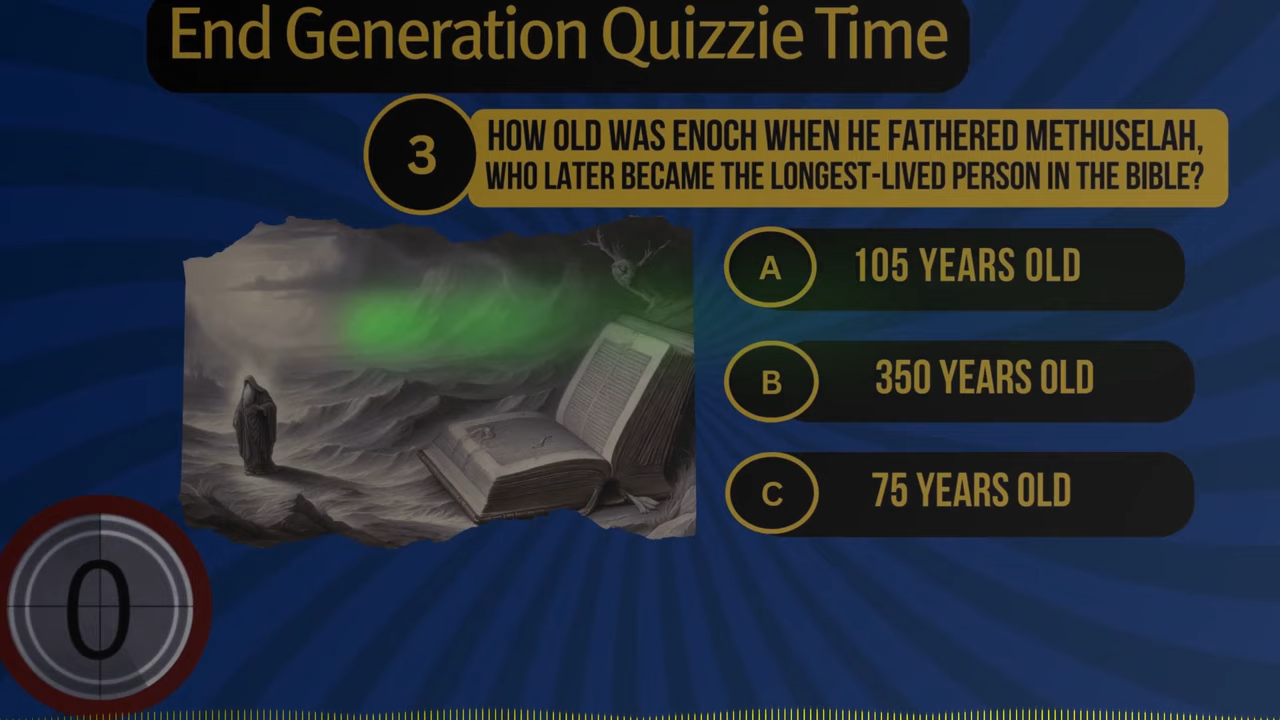 End Generation Quizzie Time
3
HOW OLD WAS ENOCH WHEN HE FATHERED METHUSELAH,
WHO LATER BECAME THE LONGEST-LIVED PERSON IN THE BIBLE?
A
105 YEARS OLD
B
350 YEARS OLD
C
75 YEARS OLD
0